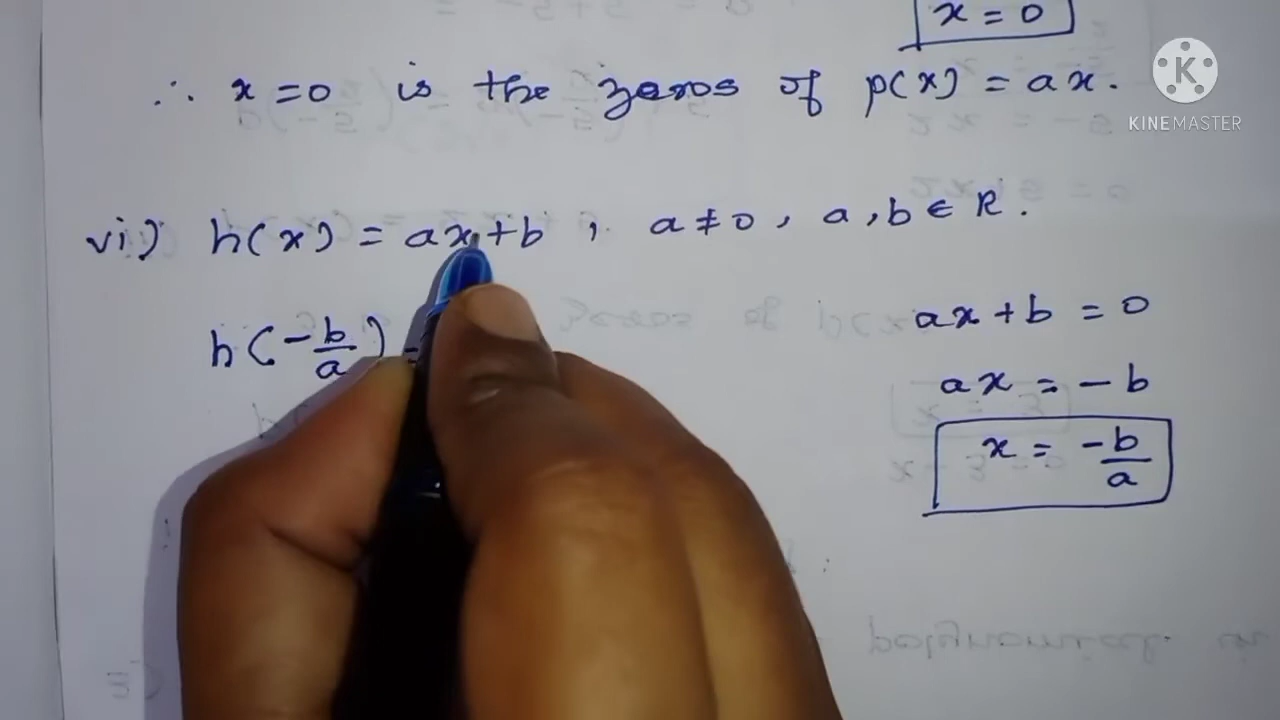 x = 0
∴ x = 0 is the zeros of p(x) = ax.
KINEMASTER
vi) h(x) = ax + b , a ≠ 0 , a , b ∈ R .
h(-b/a) =
ax + b = 0
ax = - b
x = -b/a